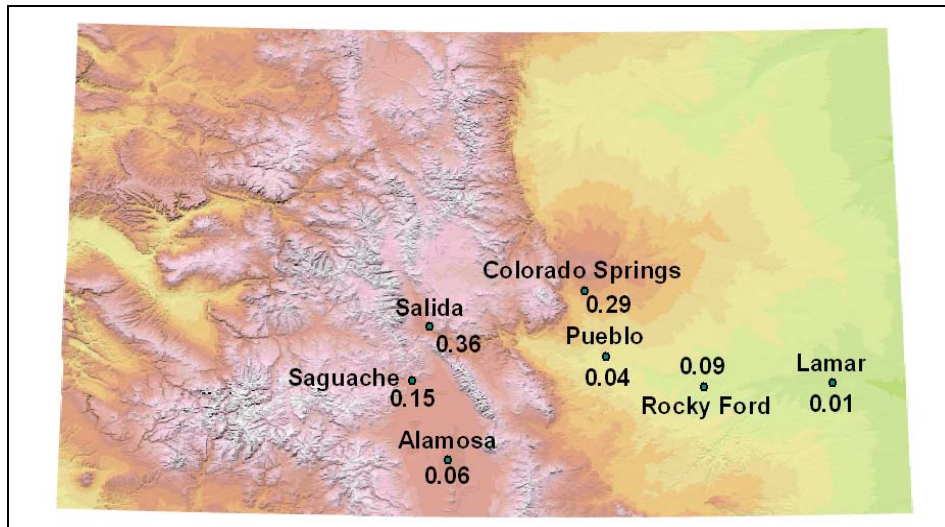 Colorado Springs
0.29
Salida
0.36
Pueblo
0.04
0.09
Rocky Ford
Lamar
0.01
Saguache
0.15
Alamosa
0.06